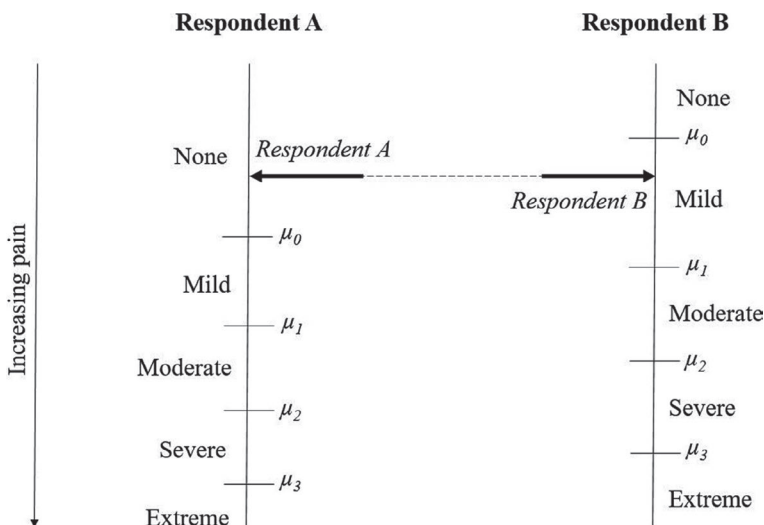 Respondent A
Respondent B
None
μ0
Mild
μ1
Moderate
μ2
Severe
μ3
Extreme
Respondent A
Respondent B
None
μ0
Mild
μ1
Moderate
μ2
Severe
μ3
Extreme
Increasing pain